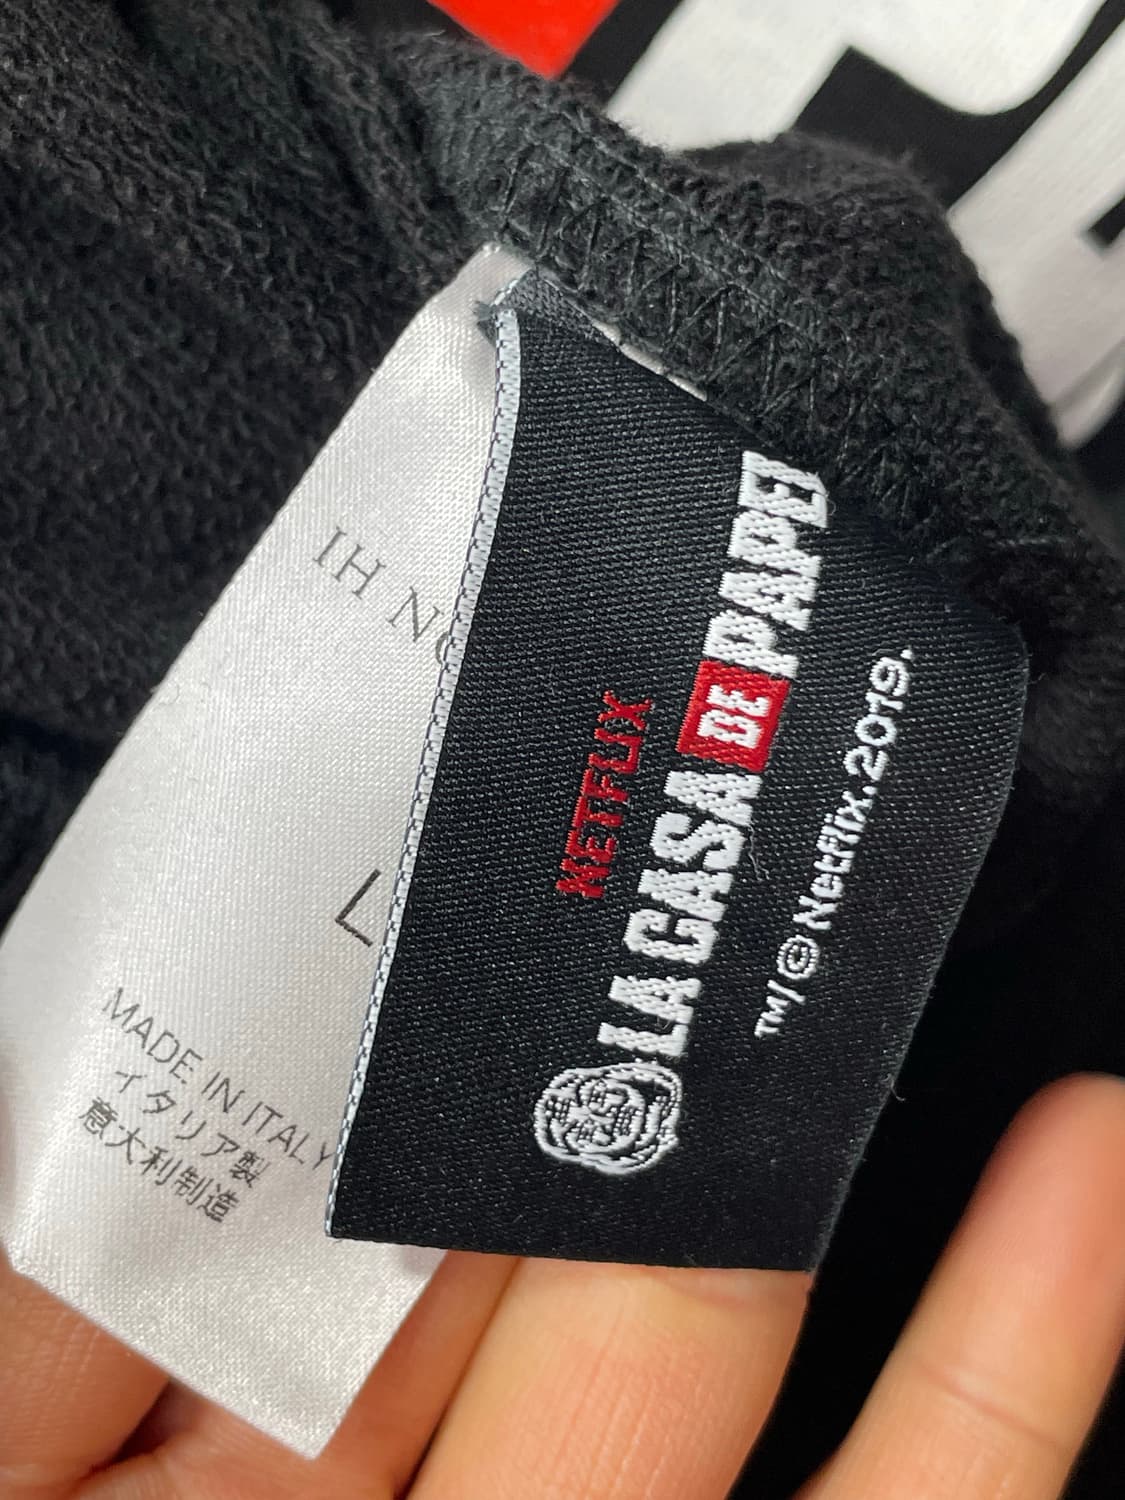 IH N
L
MADE IN ITALY
イタリア製
意大利制造
NETFLIX
LA CASA DE PAPEL
TM/© Netflix.2019.